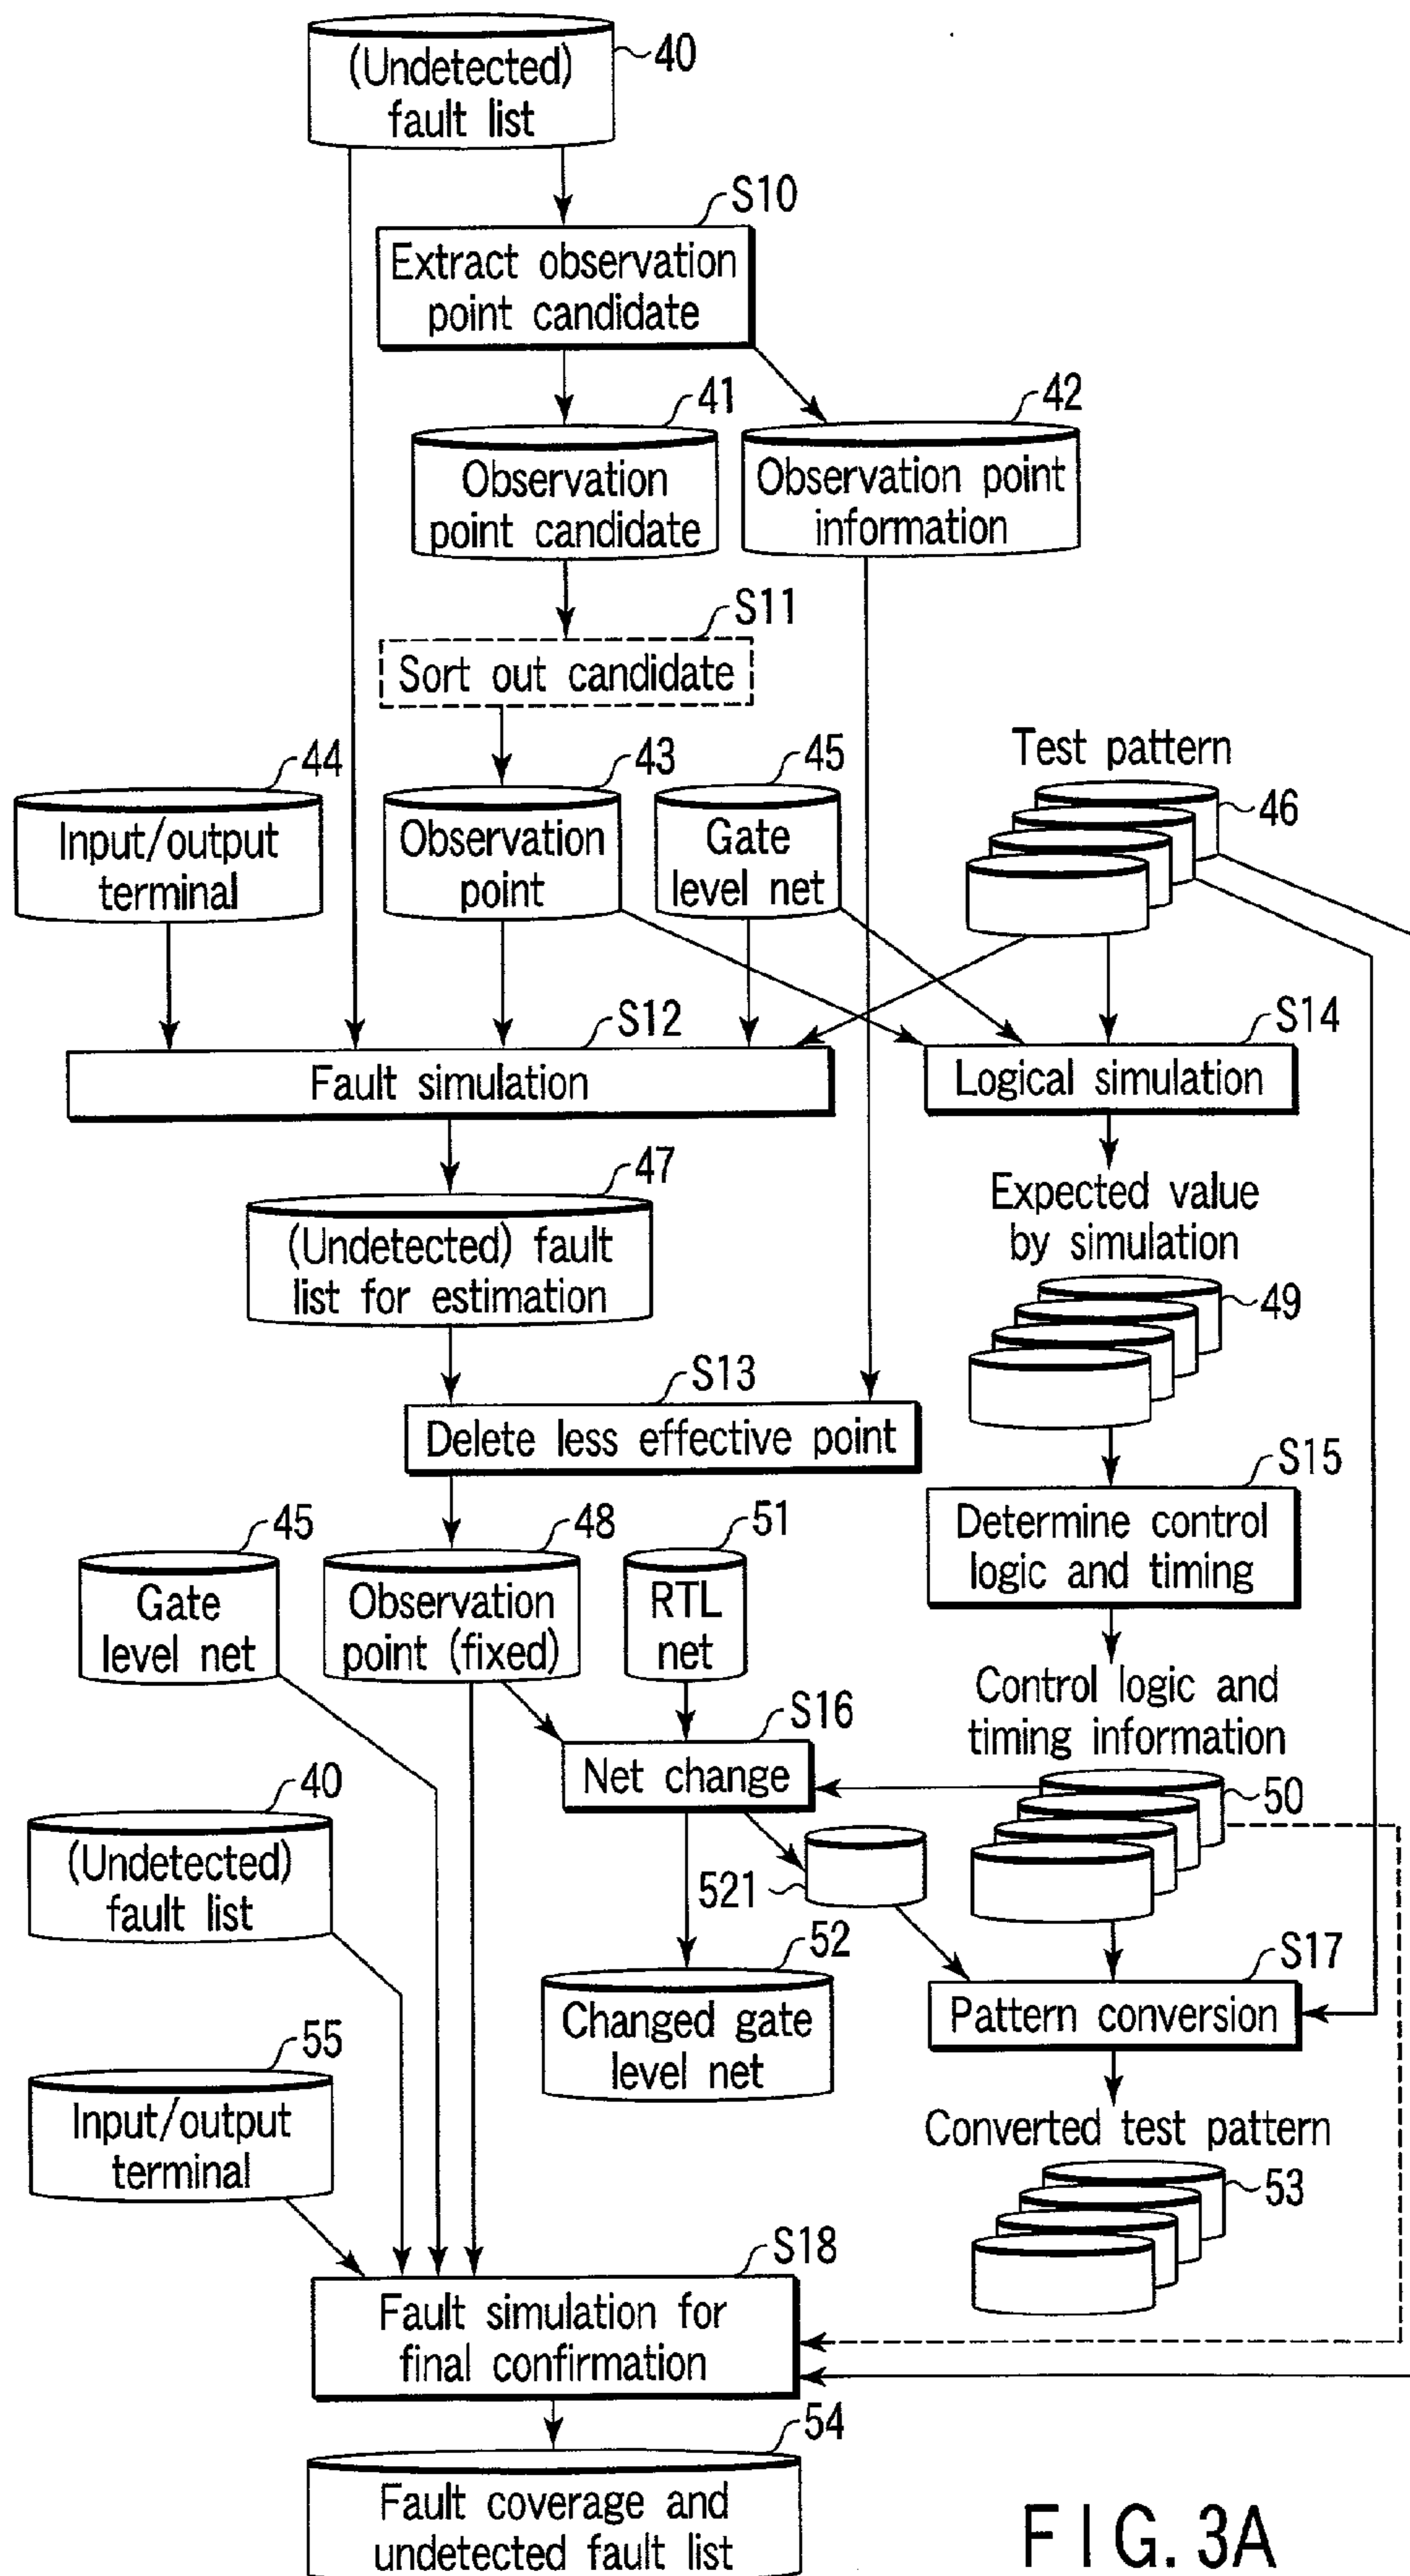 40
(Undetected)
fault list
S10
Extract observation
point candidate
41
42
Observation
point candidate
Observation point
information
S11
Sort out candidate
Test pattern
44
43
45
46
Input/output
terminal
Observation
point
Gate
level net
S12
S14
Fault simulation
Logical simulation
47
Expected value
by simulation
(Undetected) fault
list for estimation
49
S13
Delete less effective point
S15
Determine control
logic and timing
45
48
51
Gate
level net
Observation
point (fixed)
RTL
net
Control logic and
timing information
S16
Net change
50
40
(Undetected)
fault list
521
52
S17
Changed gate
level net
Pattern conversion
55
Input/output
terminal
Converted test pattern
53
S18
Fault simulation for
final confirmation
54
Fault coverage and
undetected fault list
FIG. 3A